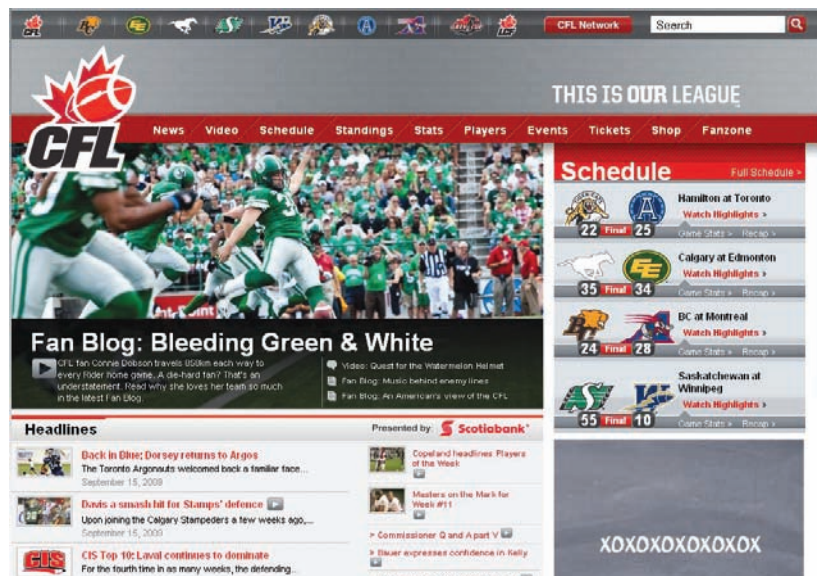 CFL Network
Search
THIS IS OUR LEAGUE
CFL
News Video Schedule Standings Stats Players Events Tickets Shop Fanzone
Fan Blog: Bleeding Green & White
CFL fan Connie Dobson travels 858km each way to
every Rider home game. A die-hard fan? That's an
understatement. Read why she loves her team so much
in the latest Fan Blog.
Video: Quest for the Watermelon Helmet
Fan Blog: Music behind enemy lines
Fan Blog: An American's view of the CFL
Schedule
Full Schedule >
Hamilton at Toronto
Watch Highlights >
22 Final 25
Game Stats > Recap >
Calgary at Edmonton
Watch Highlights >
35 Final 34
Game Stats > Recap >
BC at Montreal
Watch Highlights >
24 Final 28
Game Stats > Recap >
Saskatchewan at
Winnipeg
Watch Highlights >
55 Final 10
Game Stats > Recap >
Headlines
Presented by: Scotiabank
Back in Blue; Dorsey returns to Argos
The Toronto Argonauts welcomed back a familiar face...
September 15, 2009
Davis a smash hit for Stamps' defence
Upon joining the Calgary Stampeders a few weeks ago,...
September 15, 2009
CIS Top 10: Laval continues to dominate
For the fourth time in as many weeks, the defending...
Copeland headlines Players
of the Week
Masters on the Mark for
Week #11
> Commissioner Q and A part V
> Bauer expresses confidence in Kelly
XOXOXOXOXOXOX